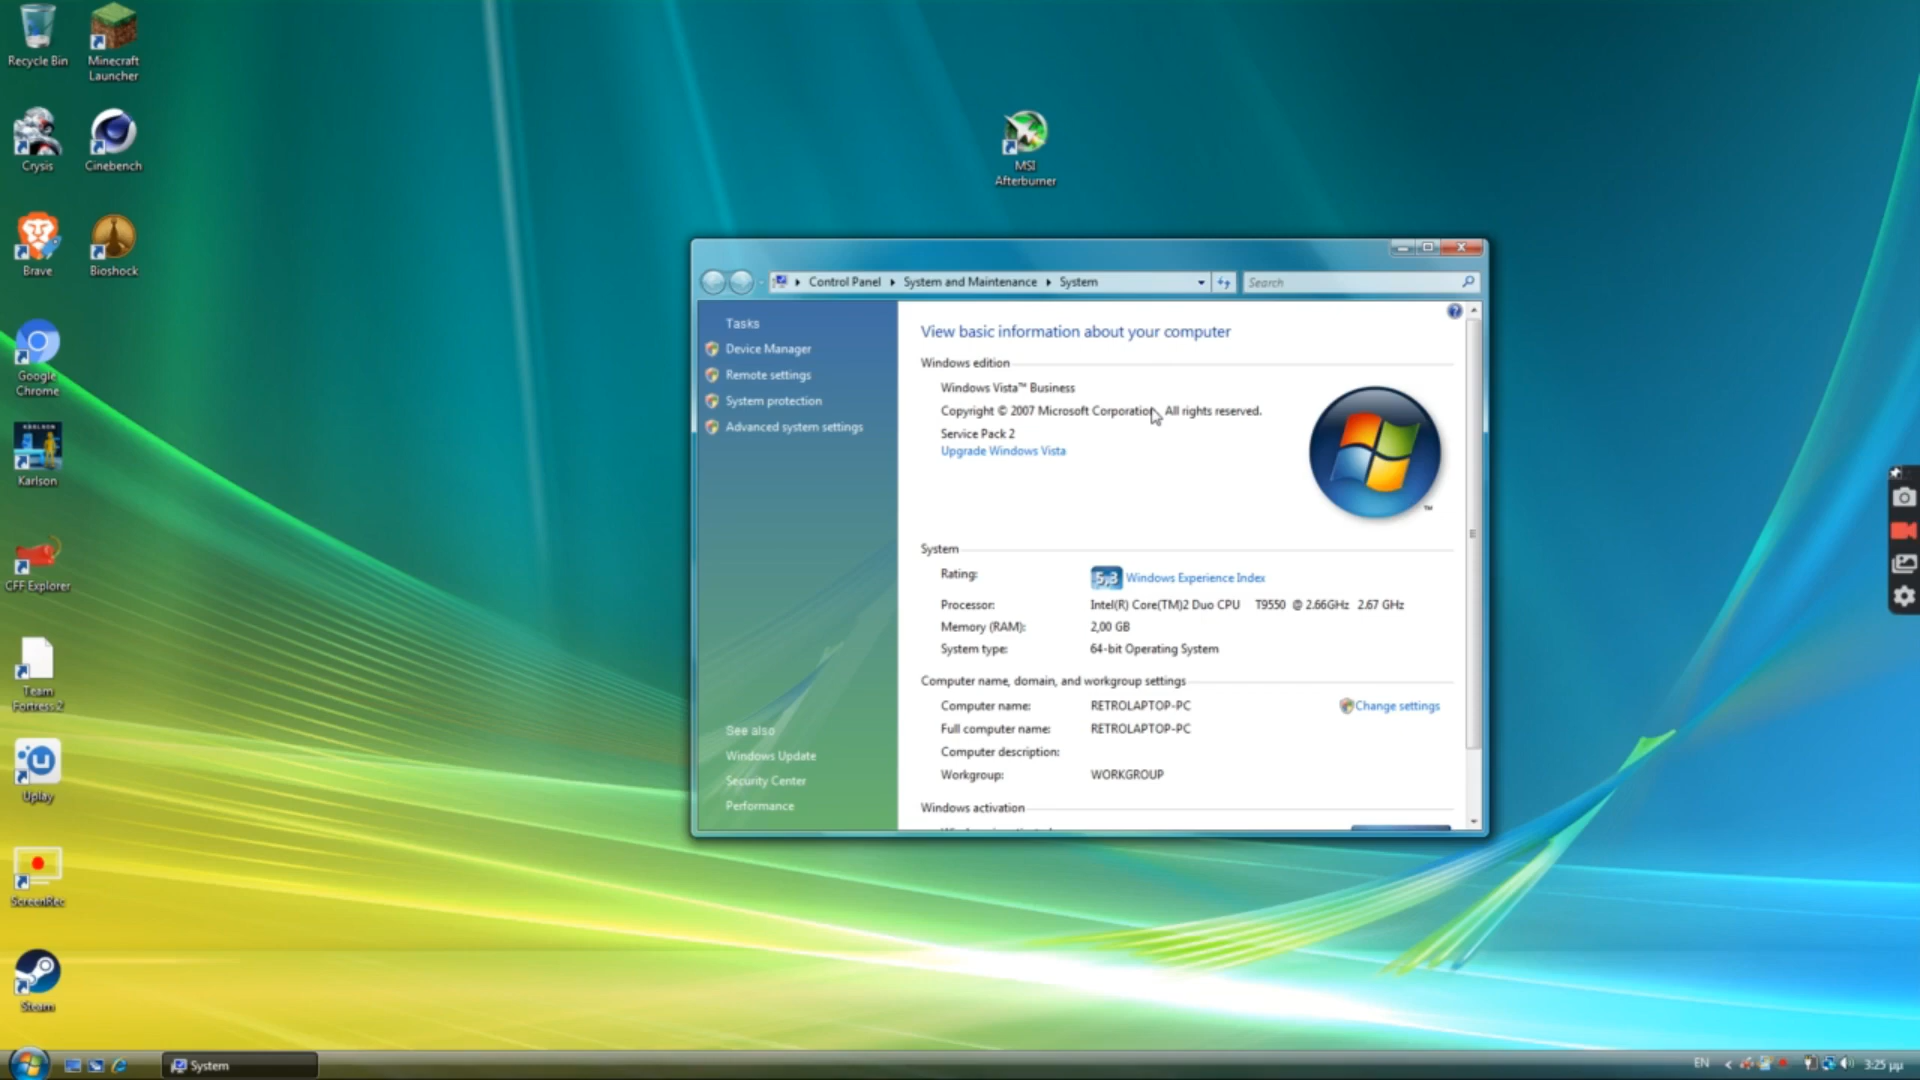 Recycle Bin
Minecraft
Launcher
Crysis
Cinebench
Brave
Bioshock
Google
Chrome
KARLSON
Karlson
CFF Explorer
Team
Fortress 2
Uplay
ScreenRec
Steam
MSI
Afterburner
Control Panel
System and Maintenance
System
Search
Tasks
Device Manager
Remote settings
System protection
Advanced system settings
See also
Windows Update
Security Center
Performance
View basic information about your computer
Windows edition
Windows Vista™ Business
Copyright © 2007 Microsoft Corporation. All rights reserved.
Service Pack 2
Upgrade Windows Vista
TM
System
Rating: 5,3 Windows Experience Index
Processor: Intel(R) Core(TM)2 Duo CPU T9550 @ 2.66GHz 2.67 GHz
Memory (RAM): 2,00 GB
System type: 64-bit Operating System
Computer name, domain, and workgroup settings
Computer name: RETROLAPTOP-PC
Change settings
Full computer name: RETROLAPTOP-PC
Computer description:
Workgroup: WORKGROUP
Windows activation
System
EN
3:25 μμ